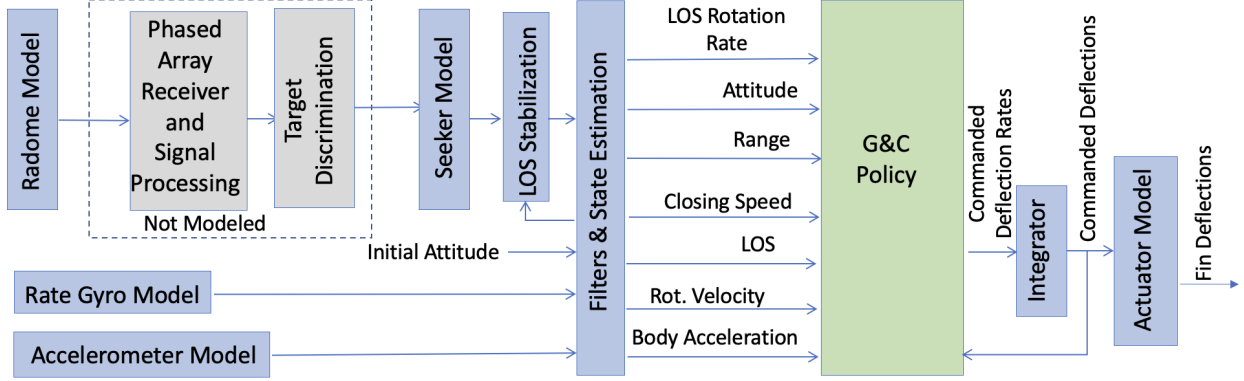 Radome Model
Phased
Array
Receiver
and
Signal
Processing
Target
Discrimination
Not Modeled
Seeker Model
LOS Stabilization
Initial Attitude
Rate Gyro Model
Accelerometer Model
Filters & State Estimation
LOS Rotation
Rate
Attitude
Range
Closing Speed
LOS
Rot. Velocity
Body Acceleration
G&C
Policy
Commanded
Deflection Rates
Integrator
Commanded Deflections
Actuator Model
Fin Deflections